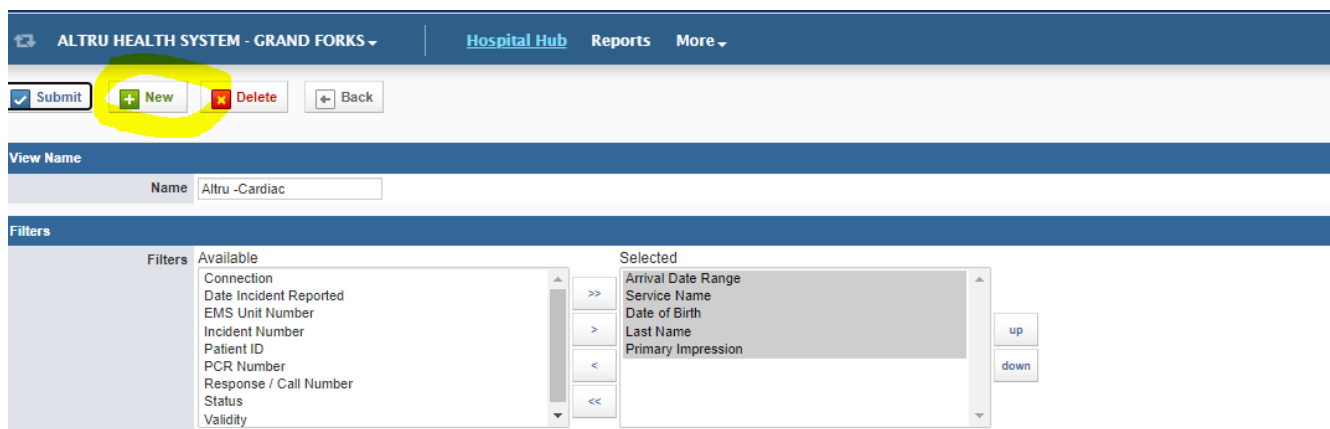 ALTRU HEALTH SYSTEM - GRAND FORKS Hospital Hub Reports More
Submit New Delete Back
View Name
Name Altru -Cardiac
Filters
Filters Available Selected
Connection
Date Incident Reported
EMS Unit Number
Incident Number
Patient ID
PCR Number
Response / Call Number
Status
Validity
>>
>
<
<<
Arrival Date Range
Service Name
Date of Birth
Last Name
Primary Impression
up
down